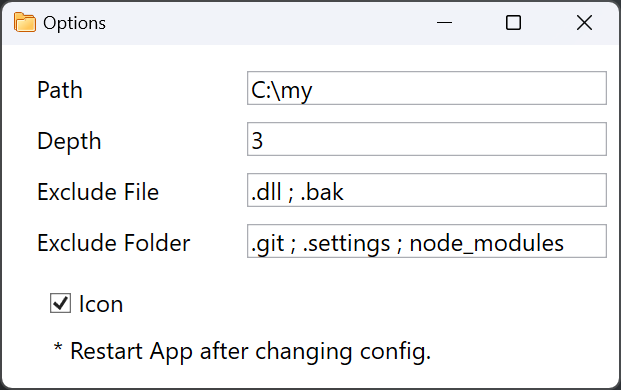 Options
Path C:\my
Depth 3
Exclude File .dll ; .bak
Exclude Folder .git ; .settings ; node_modules
Icon
* Restart App after changing config.